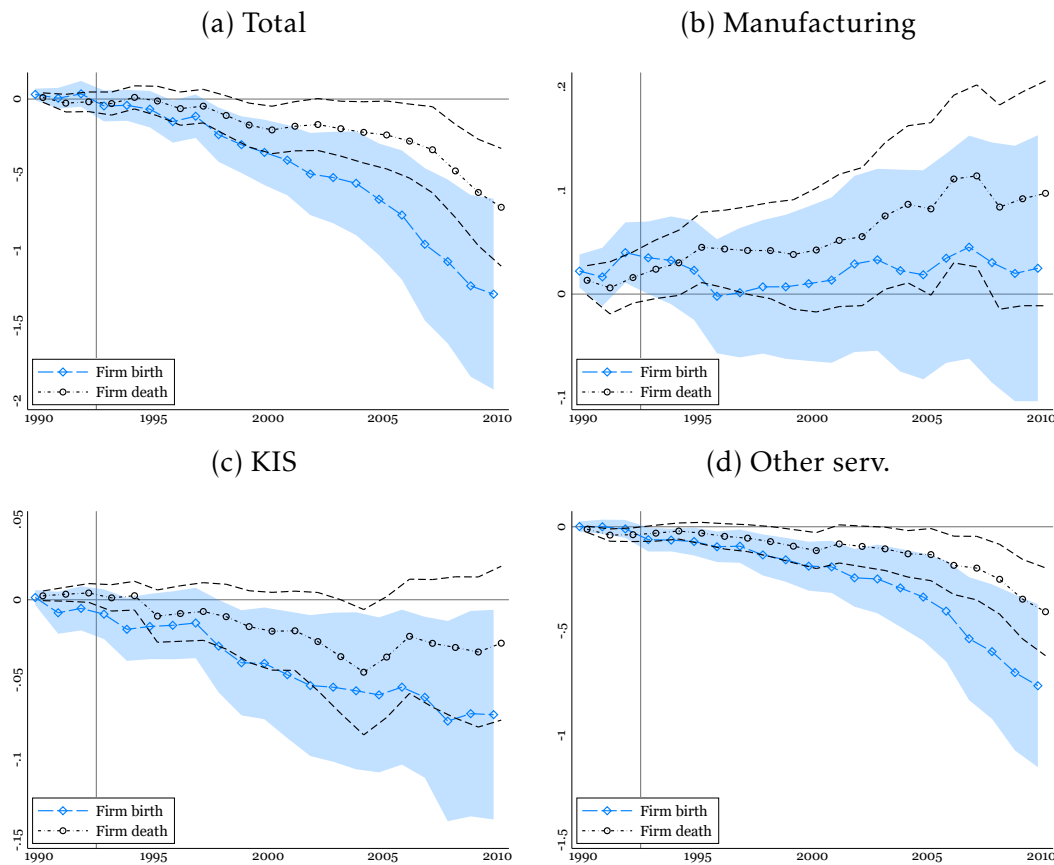 (a) Total
0
-.5
-1
-1.5
-2
Firm birth
Firm death
1990 1995 2000 2005 2010
(b) Manufacturing
.2
.1
0
-.1
Firm birth
Firm death
1990 1995 2000 2005 2010
(c) KIS
.05
0
-.05
-.1
-.15
Firm birth
Firm death
1990 1995 2000 2005 2010
(d) Other serv.
0
-.5
-1
-1.5
Firm birth
Firm death
1990 1995 2000 2005 2010